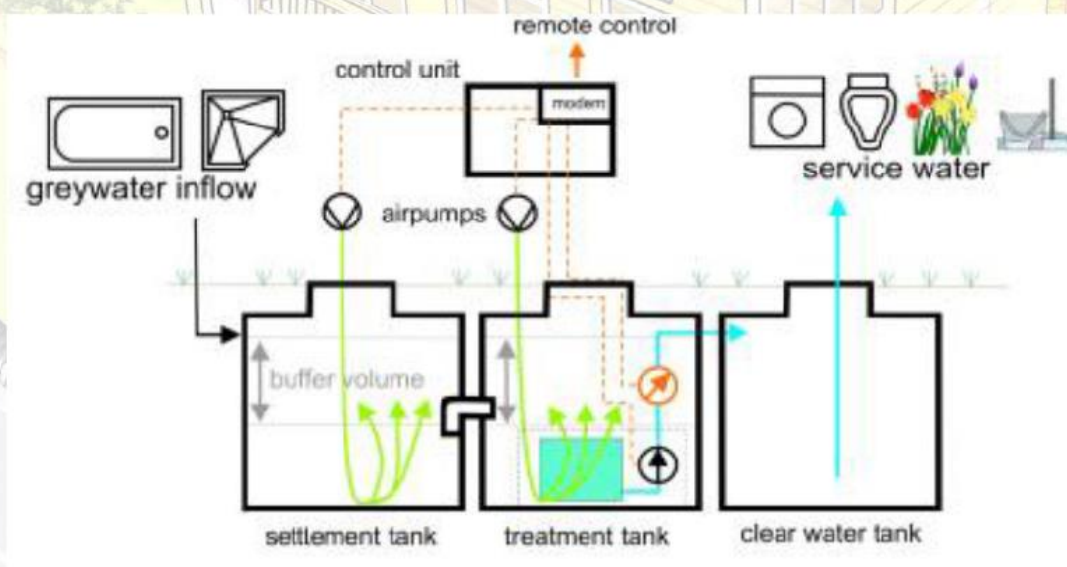 remote control
control unit
modem
greywater inflow
airpumps
service water
buffer volume
settlement tank
treatment tank
clear water tank